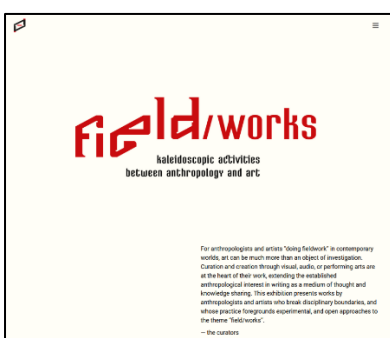 field/works
kaleidoscopic activities
between anthropology and art
For anthropologists and artists "doing fieldwork" in contemporary
worlds, art can be much more than an object of investigation.
Curation and creation through visual, audio, or performing arts are
at the heart of their work, extending the established
anthropological interest in writing as a medium of thought and
knowledge sharing. This exhibition presents works by
anthropologists and artists who break disciplinary boundaries, and
whose practice foregrounds experimental, and open approaches to
the theme "field/works".
— the curators